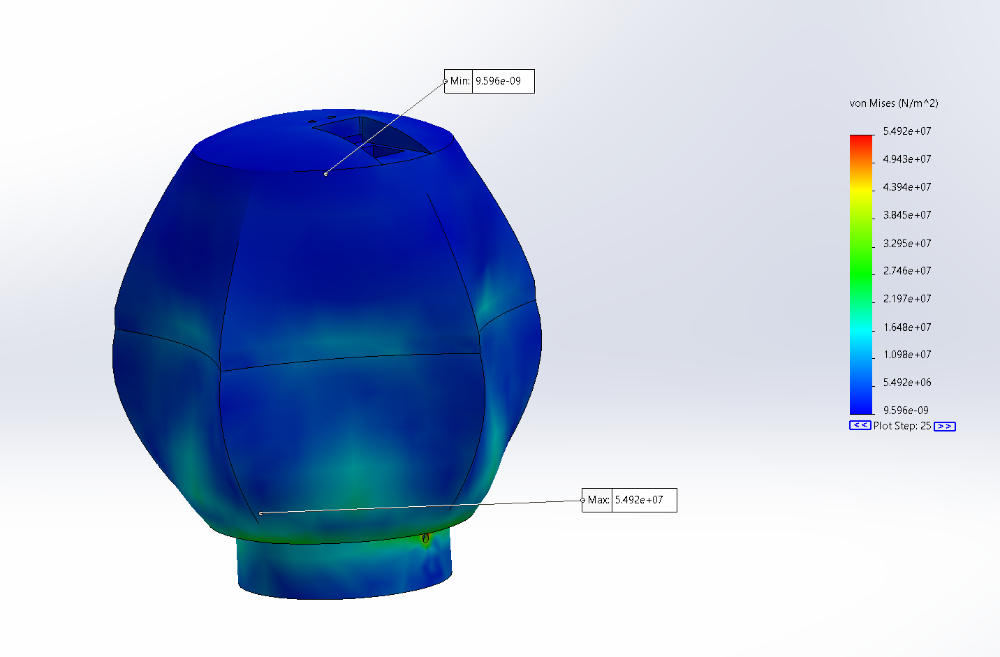 Min: 9.596e-09
von Mises (N/m^2)
5.492e+07
4.943e+07
4.394e+07
3.845e+07
3.295e+07
2.746e+07
2.197e+07
1.648e+07
1.098e+07
5.492e+06
9.596e-09
<< Plot Step: 25 >>
Max: 5.492e+07